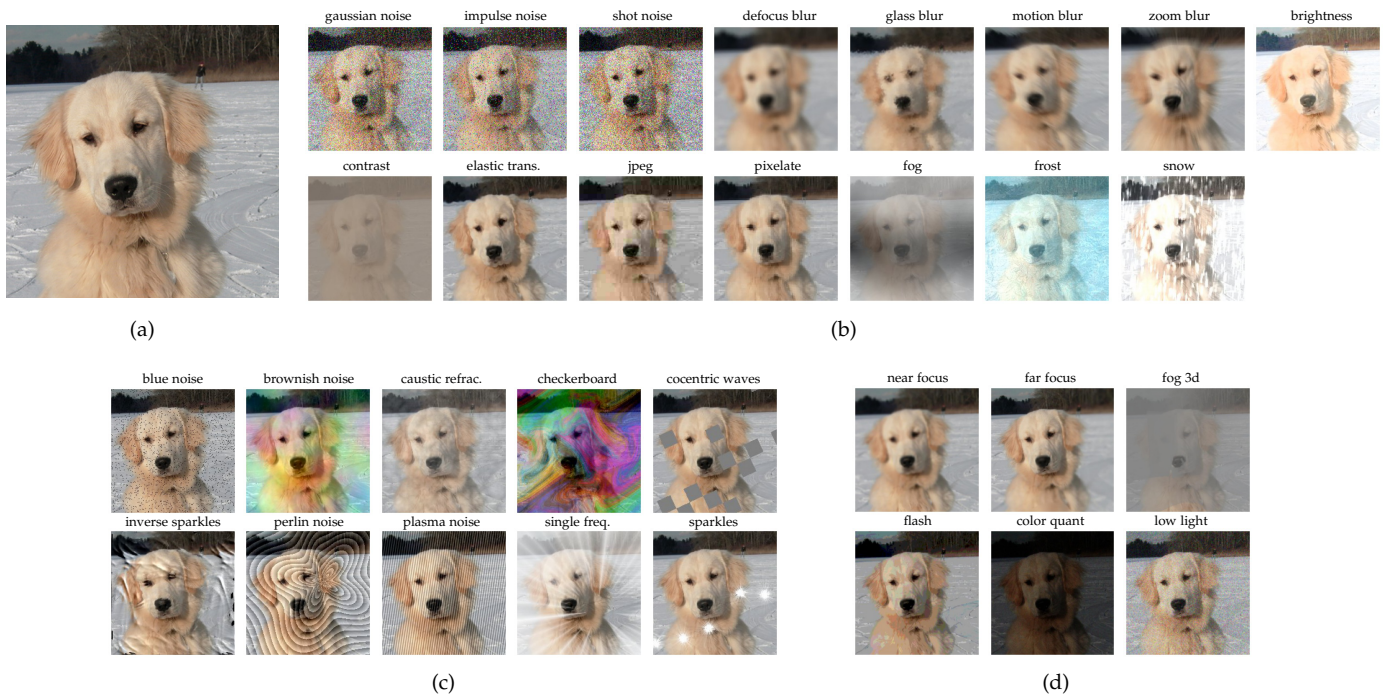 gaussian noise impulse noise shot noise defocus blur glass blur motion blur zoom blur brightness
contrast elastic trans. jpeg pixelate fog frost snow
(a) (b)
blue noise brownish noise caustic refrac. checkerboard cocentric waves
near focus far focus fog 3d
inverse sparkles perlin noise plasma noise single freq. sparkles
flash color quant low light
(c) (d)